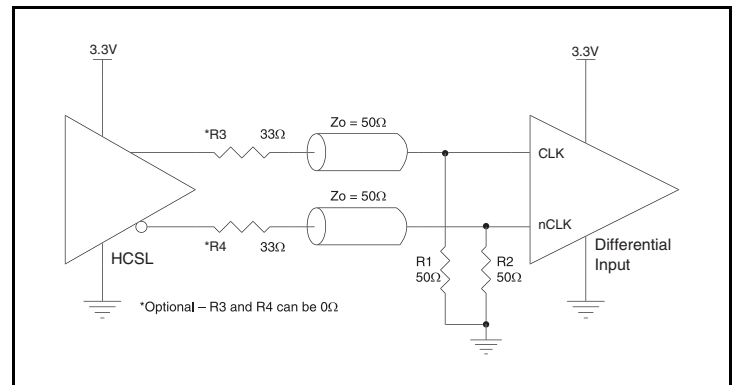 3.3V
3.3V
*R3
33Ω
Zo = 50Ω
CLK
Zo = 50Ω
nCLK
*R4
33Ω
HCSL
R1
50Ω
R2
50Ω
Differential
Input
*Optional – R3 and R4 can be 0Ω